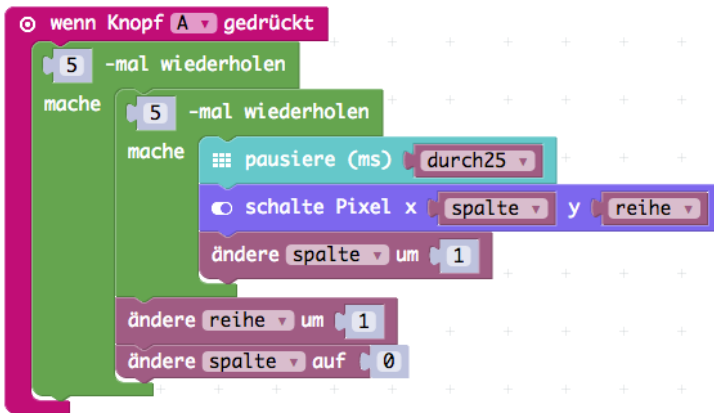 wenn Knopf A gedrückt
5 -mal wiederholen
mache 5 -mal wiederholen
mache pausiere (ms) durch25
schalte Pixel x spalte y reihe
ändere spalte um 1
ändere reihe um 1
ändere spalte auf 0